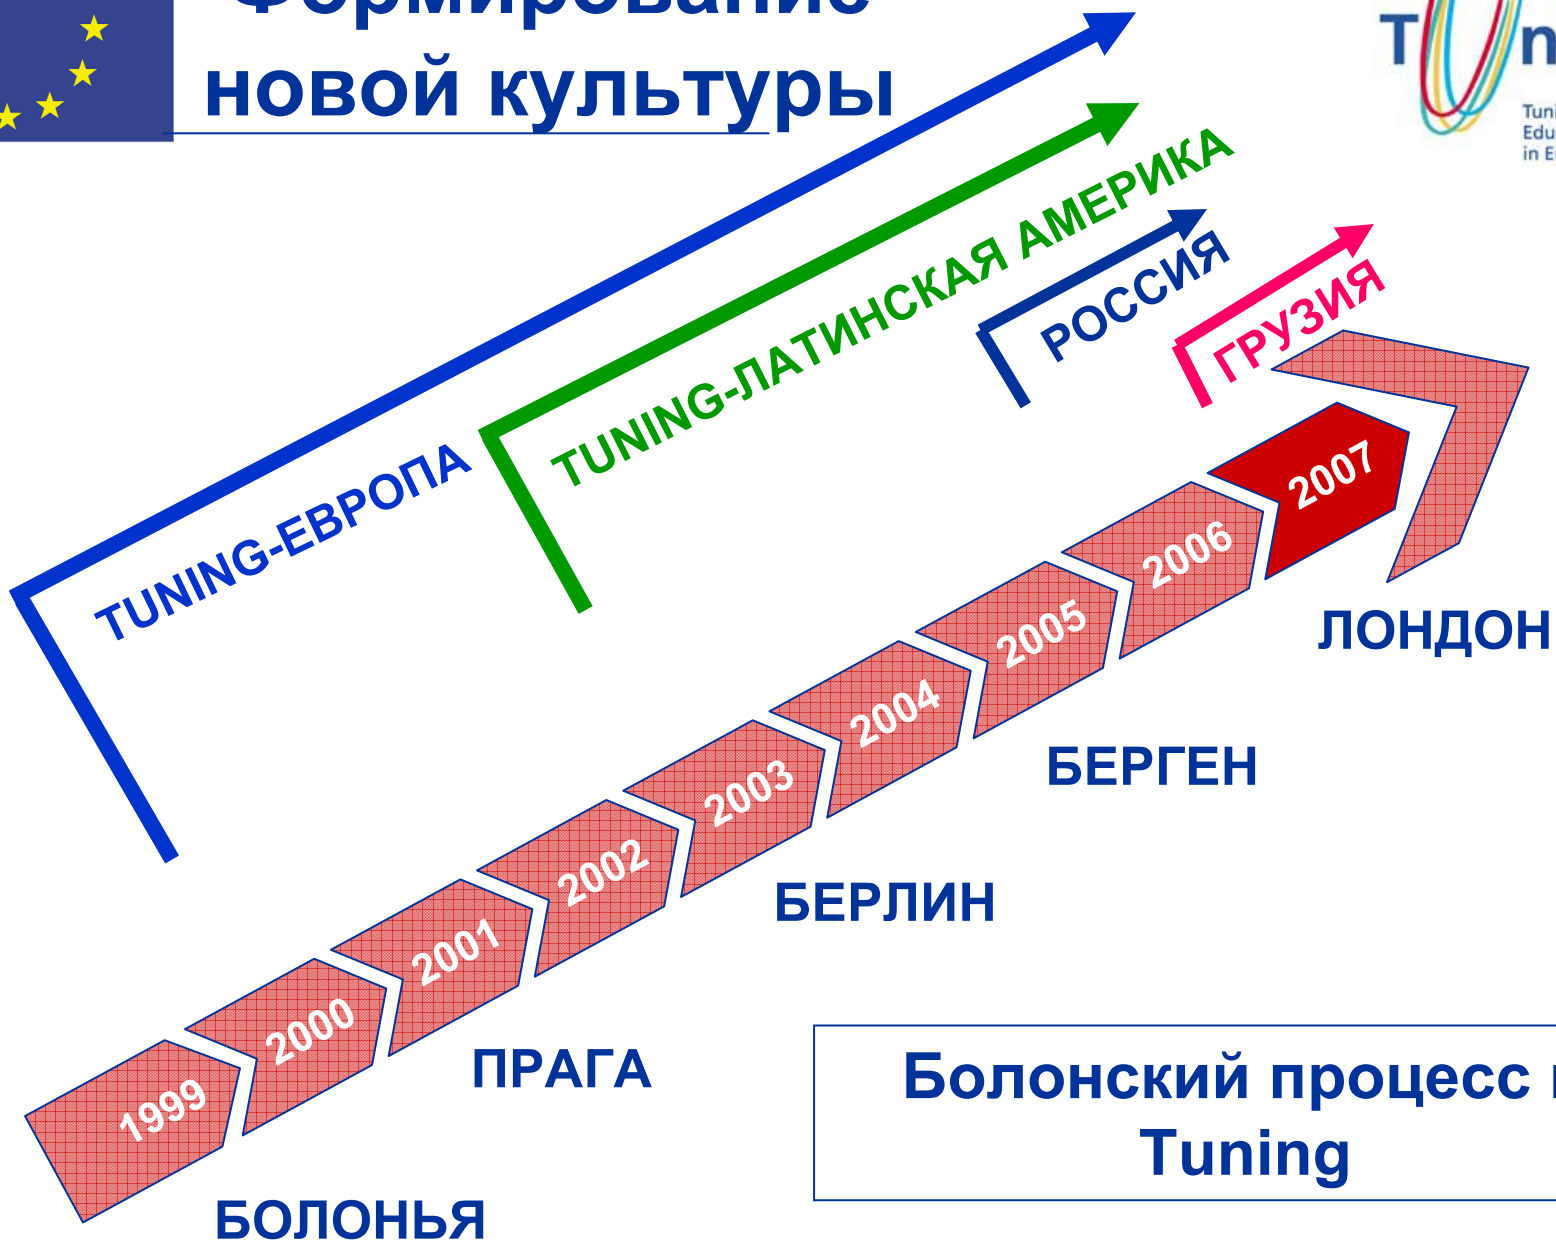 Формирование
новой культуры
TUNING-ЕВРОПА
TUNING-ЛАТИНСКАЯ АМЕРИКА
РОССИЯ
ГРУЗИЯ
1999
2000
2001
2002
2003
2004
2005
2006
2007
БОЛОНЬЯ
ПРАГА
БЕРЛИН
БЕРГЕН
ЛОНДОН
Болонский процесс
Tuning